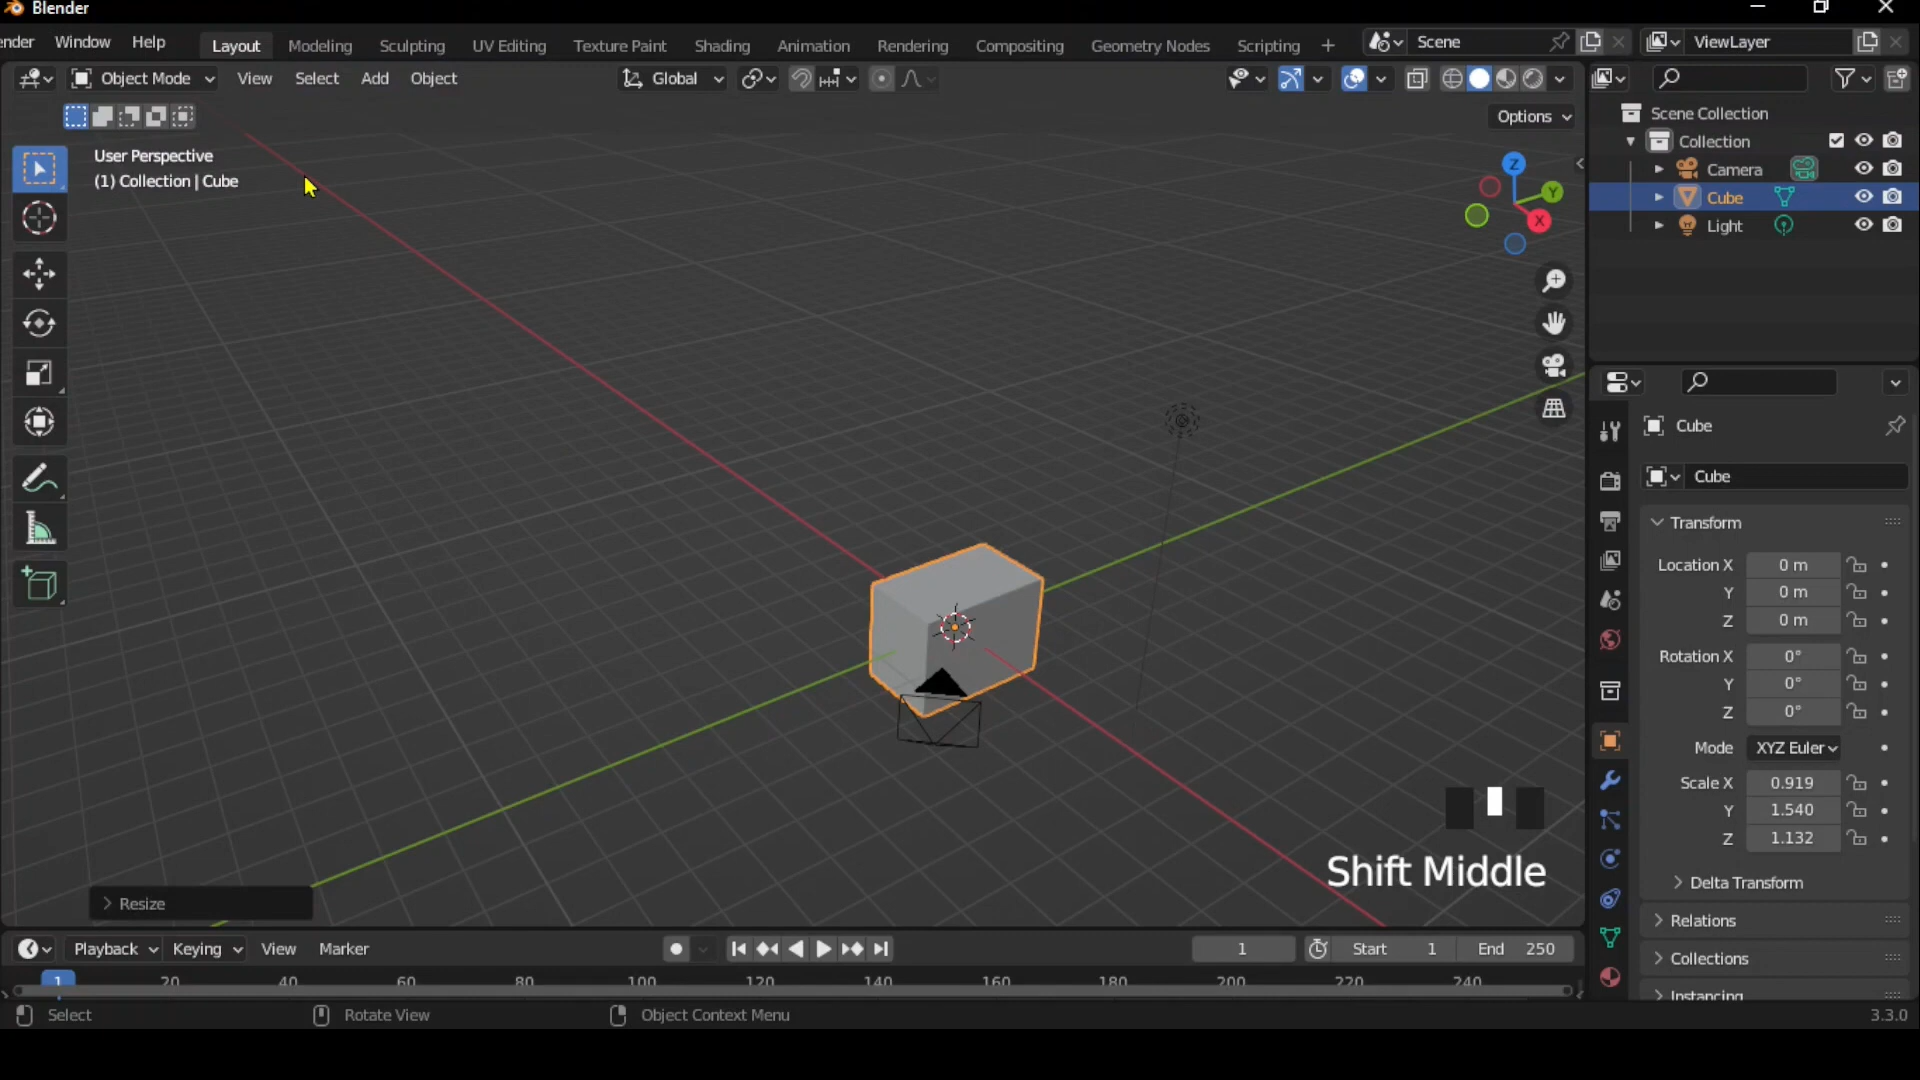 Blender
ender Window Help Layout Modeling Sculpting UV Editing Texture Paint Shading Animation Rendering Compositing Geometry Nodes Scripting + Scene ViewLayer
Object Mode View Select Add Object Global
Options
User Perspective
(1) Collection | Cube
Z
Y
X
Scene Collection
Collection
Camera
Cube
Light
Cube
Cube
Transform
Location X 0 m
Y 0 m
Z 0 m
Rotation X 0°
Y 0°
Z 0°
Mode XYZ Euler
Scale X 0.919
Y 1.540
Z 1.132
Delta Transform
Relations
Collections
Instancing
Shift Middle
Resize
Playback Keying View Marker 1 Start 1 End 250
1 20 40 60 80 100 120 140 160 180 200 220 240
Select Rotate View Object Context Menu 3.3.0